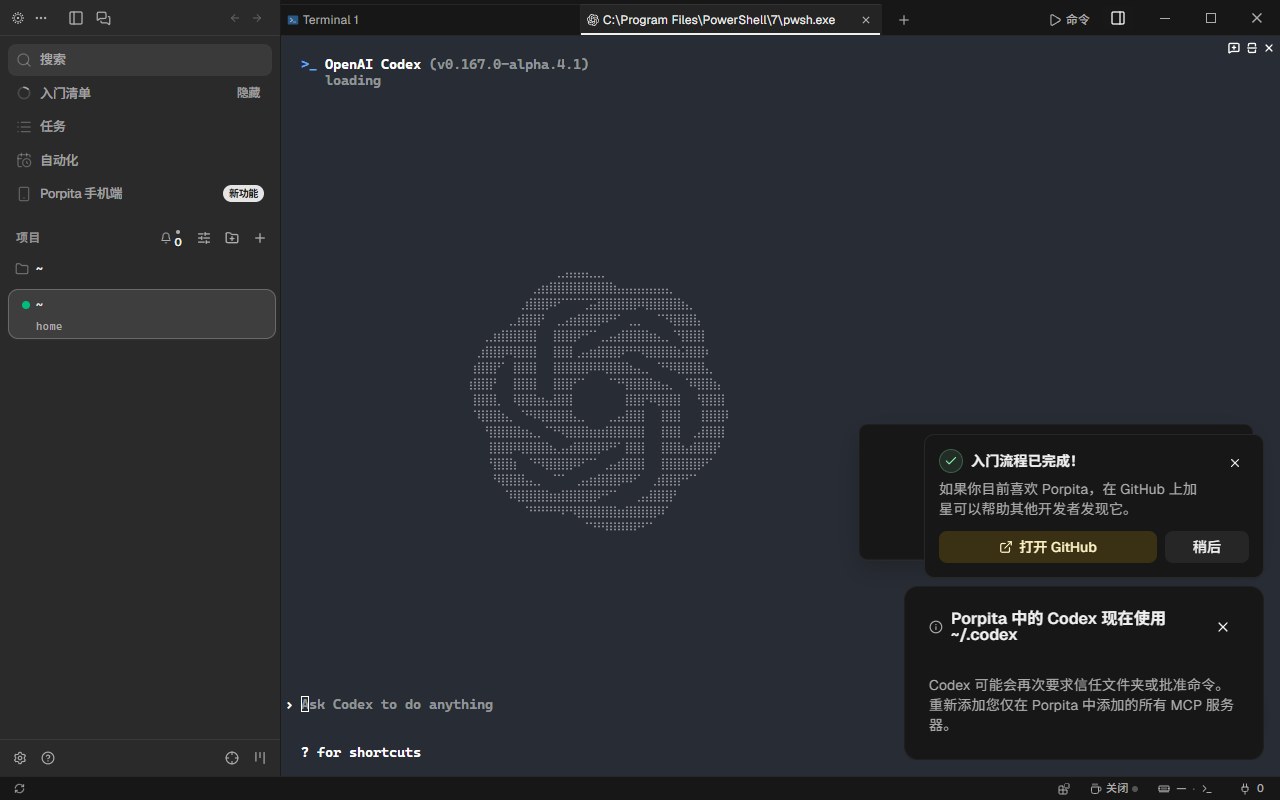 Terminal 1
C:\Program Files\PowerShell\7\pwsh.exe
命令
搜索
入门清单 隐藏
任务
自动化
Porpita 手机端 新功能
项目 0
~
~
home
>_ OpenAI Codex (v0.167.0-alpha.4.1)
loading
入门流程已完成！
如果你目前喜欢 Porpita，在 GitHub 上加
星可以帮助其他开发者发现它。
打开 GitHub 稍后
Porpita 中的 Codex 现在使用
~/.codex
Codex 可能会再次要求信任文件夹或批准命令。
重新添加您仅在 Porpita 中添加的所有 MCP 服务
器。
› Ask Codex to do anything
? for shortcuts
关闭 — · 0